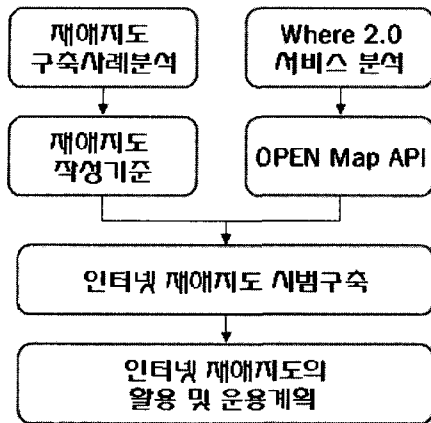 재해지도
구축사례분석
Where 2.0
서비스 분석
재해지도
작성기준
OPEN Map API
인터넷 재해지도 시범구축
인터넷 재해지도의
활용 및 운용계획